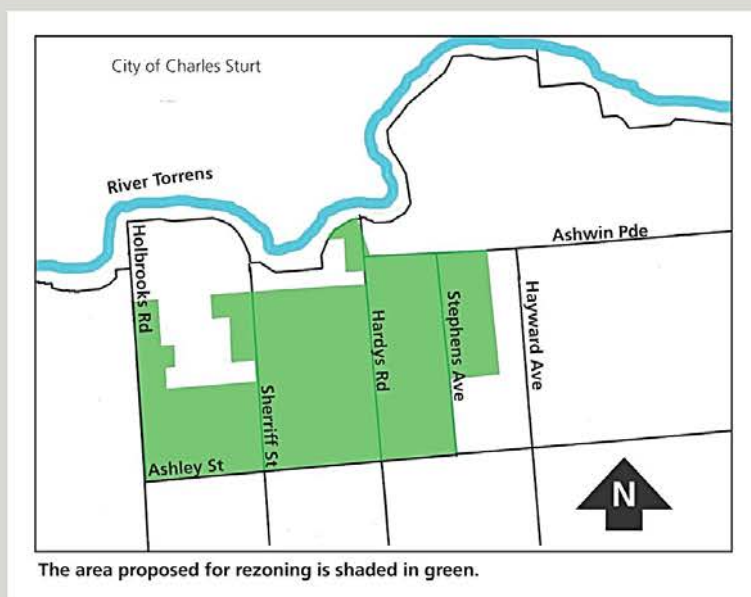 City of Charles Sturt
River Torrens
Ashwin Pde
Holbrooks Rd
Hardys Rd
Stephens Ave
Hayward Ave
Sherriff St
Ashley St
N
The area proposed for rezoning is shaded in green.